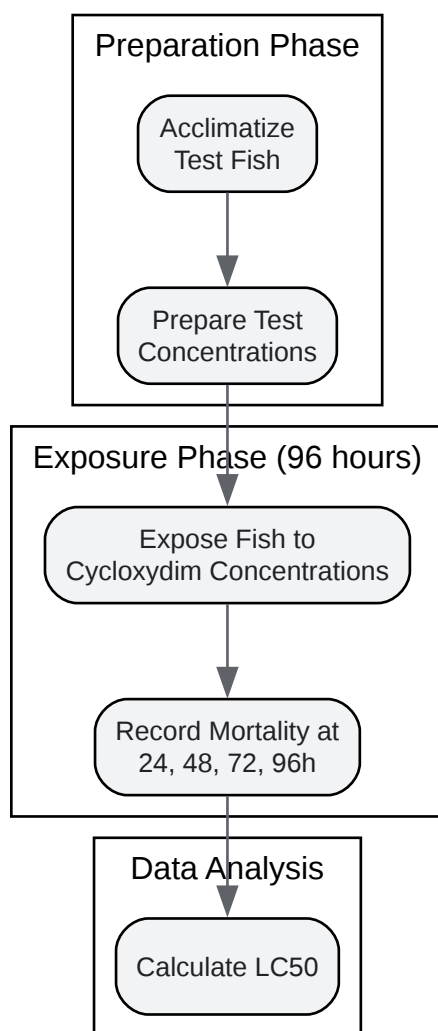 Preparation Phase
Acclimatize
Test Fish
Prepare Test
Concentrations
Exposure Phase (96 hours)
Expose Fish to
Cycloxydim Concentrations
Record Mortality at
24, 48, 72, 96h
Data Analysis
Calculate LC50